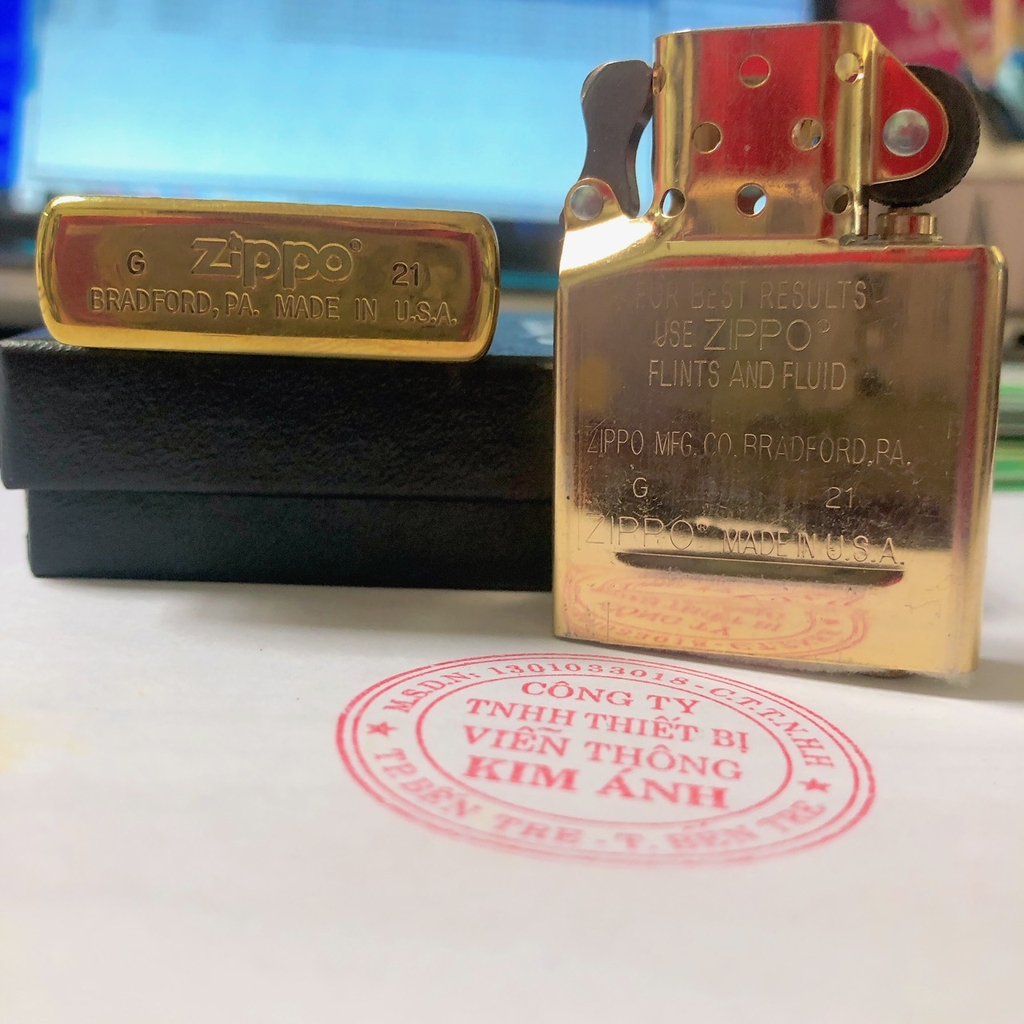 Zippo®
G 21
BRADFORD, PA. MADE IN U.S.A.
FOR BEST RESULTS
USE ZIPPO®
FLINTS AND FLUID
ZIPPO MFG. CO. BRADFORD, PA.
G 21
ZIPPO® MADE IN U.S.A.
M.S.D.N: 1301033018-C.T.T.N.H.H
CÔNG TY
TNHH THIẾT BỊ
VIỄN THÔNG
KIM ÁNH
TP.BẾN TRE - T. BẾN TRE